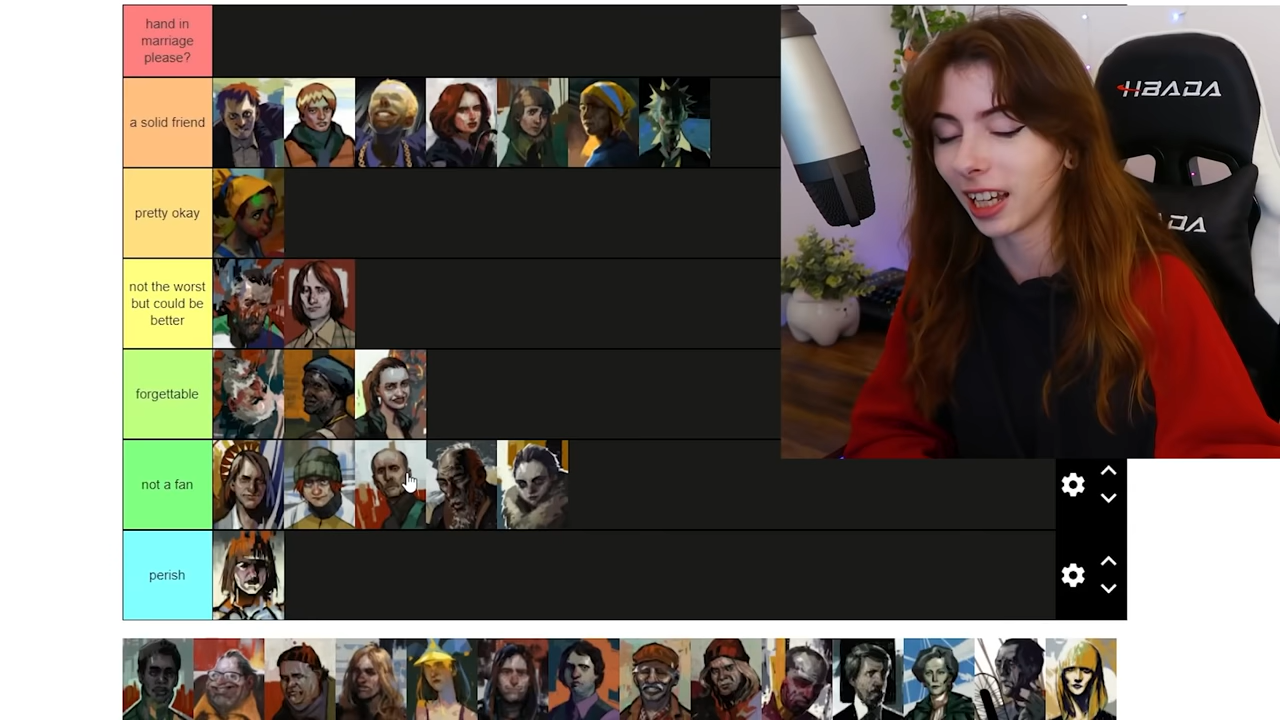 hand in
marriage
please?
a solid friend
pretty okay
not the worst
but could be
better
forgettable
not a fan
perish
HBADA
ADA